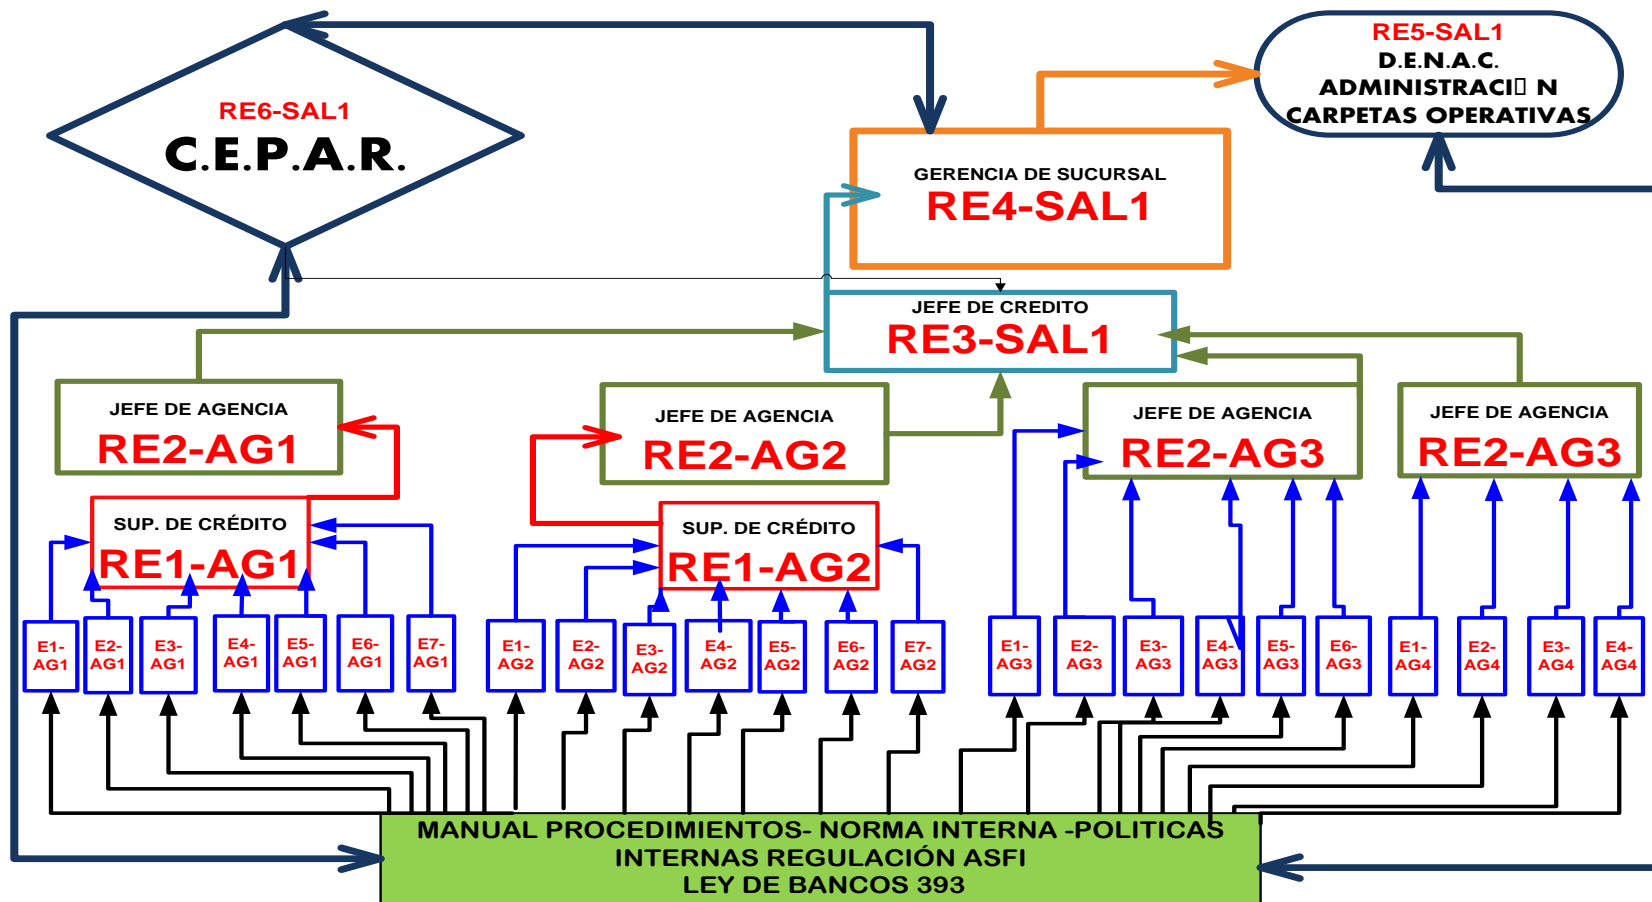 RE6-SAL1
C.E.P.A.R.
RE5-SAL1
D.E.N.A.C.
ADMINISTRACI▯ N
CARPETAS OPERATIVAS
GERENCIA DE SUCURSAL
RE4-SAL1
JEFE DE CREDITO
RE3-SAL1
JEFE DE AGENCIA
RE2-AG1
JEFE DE AGENCIA
RE2-AG2
JEFE DE AGENCIA
RE2-AG3
JEFE DE AGENCIA
RE2-AG3
SUP. DE CRÉDITO
RE1-AG1
SUP. DE CRÉDITO
RE1-AG2
E1-
AG1
E2-
AG1
E3-
AG1
E4-
AG1
E5-
AG1
E6-
AG1
E7-
AG1
E1-
AG2
E2-
AG2
E3-
AG2
E4-
AG2
E5-
AG2
E6-
AG2
E7-
AG2
E1-
AG3
E2-
AG3
E3-
AG3
E4-
AG3
E5-
AG3
E6-
AG3
E1-
AG4
E2-
AG4
E3-
AG4
E4-
AG4
MANUAL PROCEDIMIENTOS- NORMA INTERNA -POLITICAS
INTERNAS REGULACIÓN ASFI
LEY DE BANCOS 393